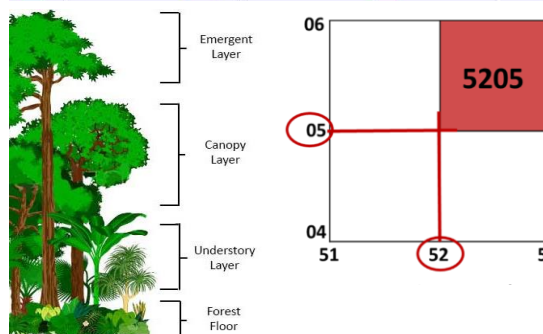 Emergent
Layer
Canopy
Layer
Understory
Layer
Forest
Floor
06
5205
05
04
51
52